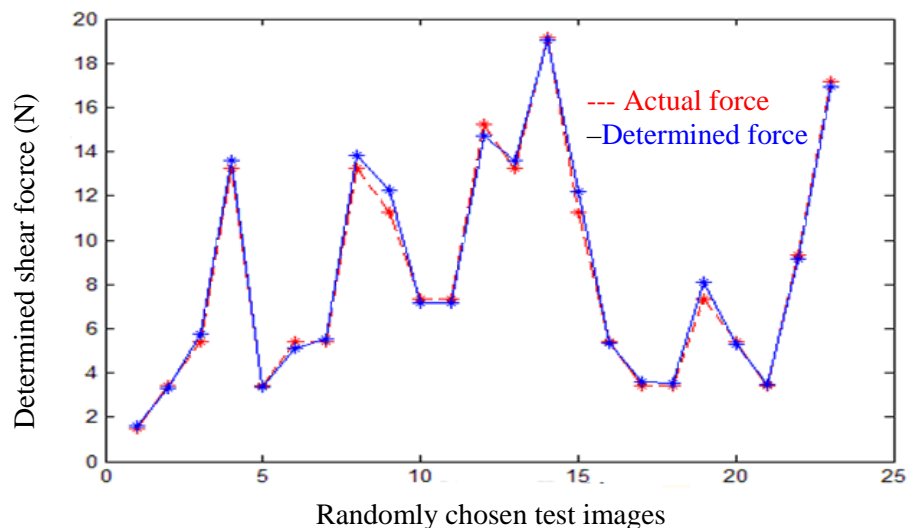 20
18
16
14
12
10
8
6
4
2
0
Determined shear focrce (N)
--- Actual force
–Determined force
0 5 10 15 20 25
Randomly chosen test images